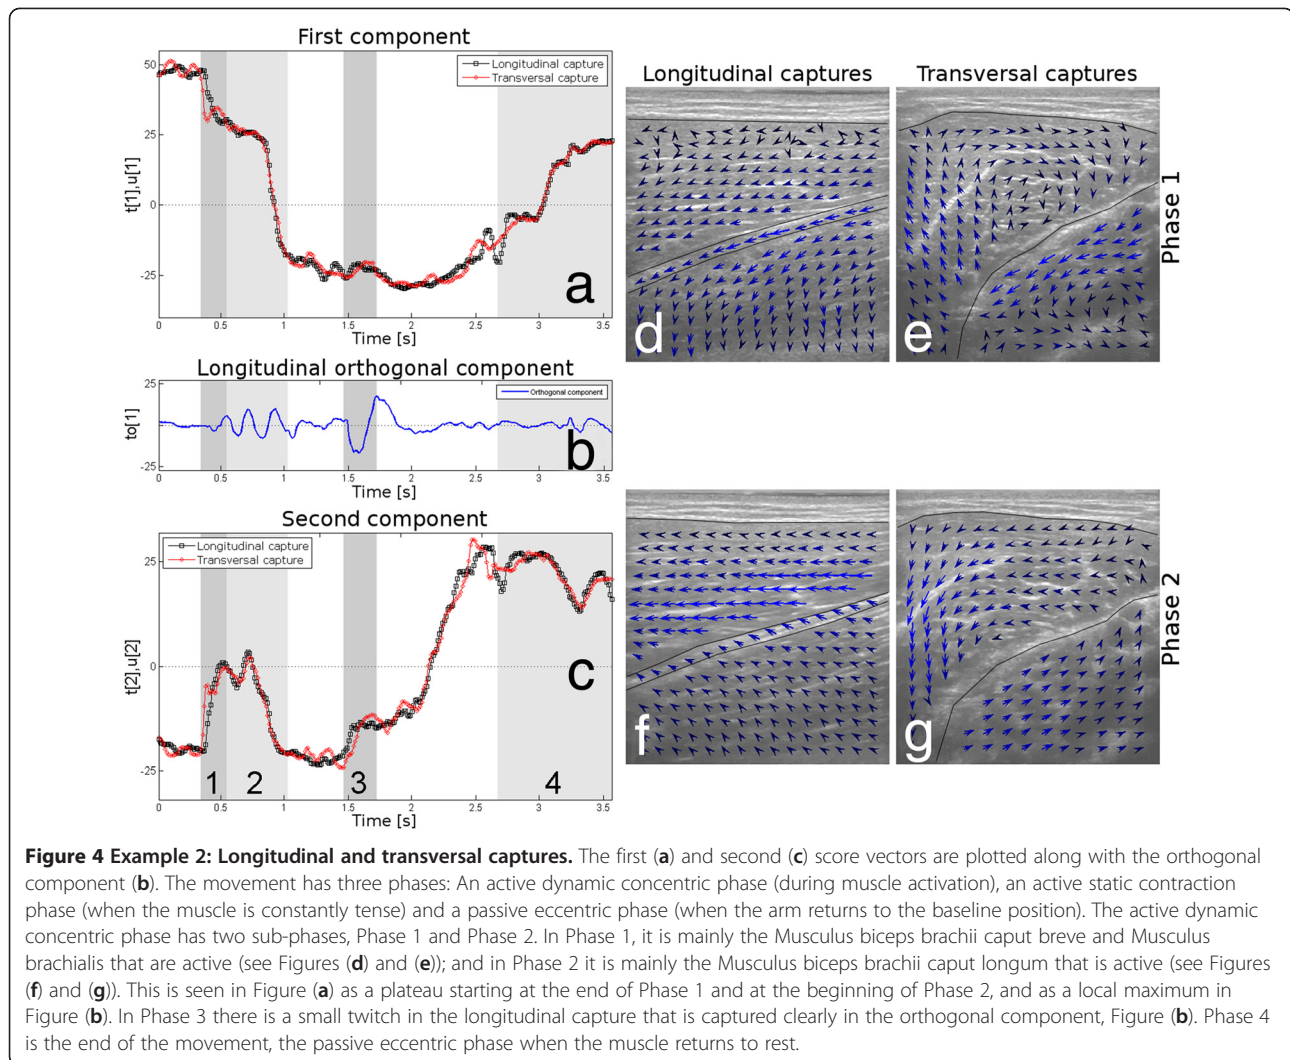 First component
Longitudinal capture
Transversal capture
50
25
0
-25
t[1],u[1]
a
0 0.5 1 1.5 2 2.5 3 3.5
Time [s]
Longitudinal orthogonal component
Orthogonal component
25
0
-25
to[1]
b
0 0.5 1 1.5 2 2.5 3 3.5
Time [s]
Second component
Longitudinal capture
Transversal capture
25
0
-25
t[2],u[2]
c
1 2 3 4
0 0.5 1 1.5 2 2.5 3 3.5
Time [s]
Longitudinal captures
Transversal captures
d
e
Phase 1
f
g
Phase 2
Figure 4 Example 2: Longitudinal and transversal captures. The first (a) and second (c) score vectors are plotted along with the orthogonal
component (b). The movement has three phases: An active dynamic concentric phase (during muscle activation), an active static contraction
phase (when the muscle is constantly tense) and a passive eccentric phase (when the arm returns to the baseline position). The active dynamic
concentric phase has two sub-phases, Phase 1 and Phase 2. In Phase 1, it is mainly the Musculus biceps brachii caput breve and Musculus
brachialis that are active (see Figures (d) and (e)); and in Phase 2 it is mainly the Musculus biceps brachii caput longum that is active (see Figures
(f) and (g)). This is seen in Figure (a) as a plateau starting at the end of Phase 1 and at the beginning of Phase 2, and as a local maximum in
Figure (b). In Phase 3 there is a small twitch in the longitudinal capture that is captured clearly in the orthogonal component, Figure (b). Phase 4
is the end of the movement, the passive eccentric phase when the muscle returns to rest.